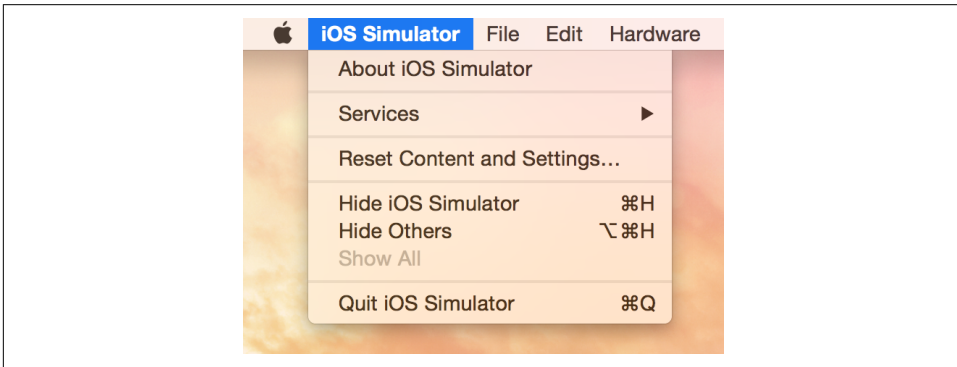 iOS Simulator File Edit Hardware
About iOS Simulator
Services ▶
Reset Content and Settings…
Hide iOS Simulator ⌘H
Hide Others ⌥⌘H
Show All
Quit iOS Simulator ⌘Q